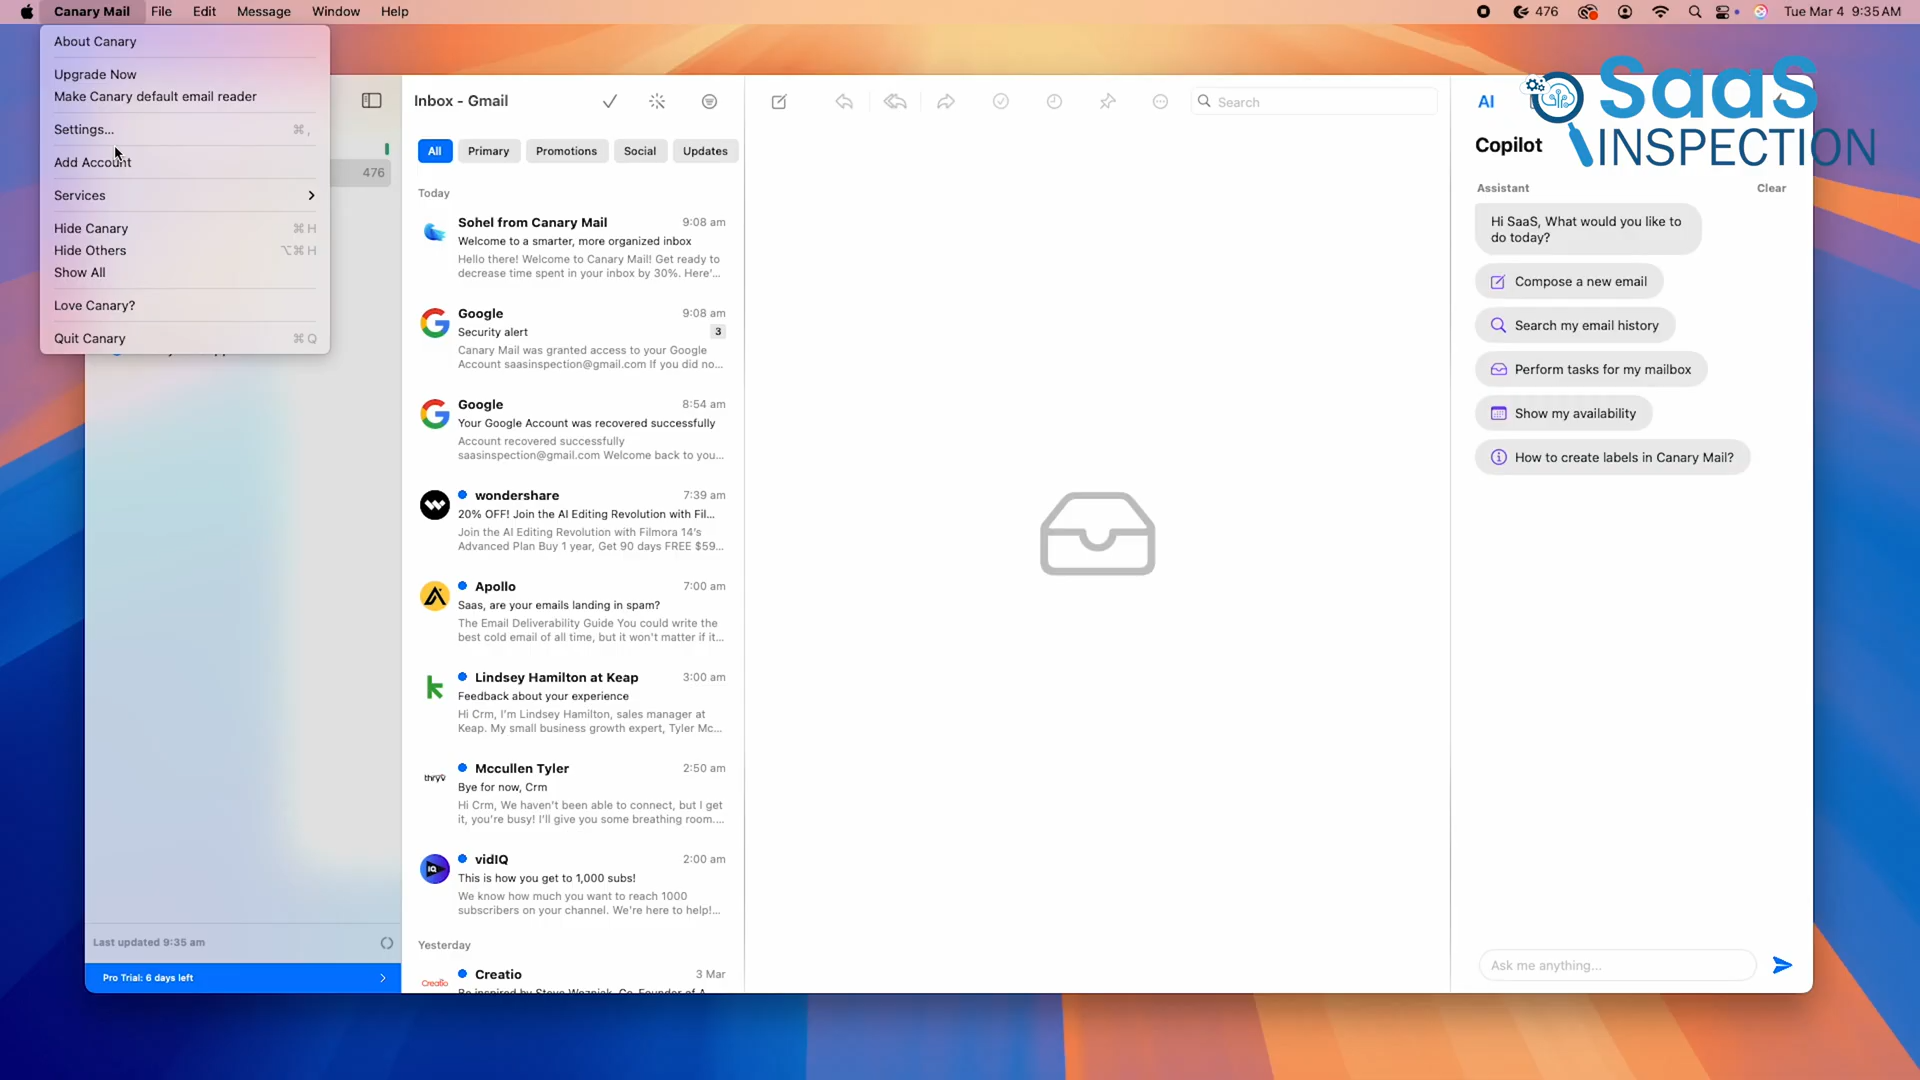 Canary Mail File Edit Message Window Help
476 Tue Mar 4 9:35 AM
About Canary
Upgrade Now
Make Canary default email reader
Settings... ⌘ ,
Add Account
Services
Hide Canary ⌘ H
Hide Others ⌥⌘ H
Show All
Love Canary?
Quit Canary ⌘ Q
476
Last updated 9:35 am
Pro Trial: 6 days left
Inbox - Gmail
All Primary Promotions Social Updates
Today
Sohel from Canary Mail 9:08 am
Welcome to a smarter, more organized inbox
Hello there! Welcome to Canary Mail! Get ready to
decrease time spent in your inbox by 30%. Here'...
Google 9:08 am
Security alert 3
Canary Mail was granted access to your Google
Account saasinspection@gmail.com If you did no...
Google 8:54 am
Your Google Account was recovered successfully
Account recovered successfully
saasinspection@gmail.com Welcome back to you...
wondershare 7:39 am
20% OFF! Join the AI Editing Revolution with Fil...
Join the AI Editing Revolution with Filmora 14's
Advanced Plan Buy 1 year, Get 90 days FREE $59...
Apollo 7:00 am
Saas, are your emails landing in spam?
The Email Deliverability Guide You could write the
best cold email of all time, but it won't matter if it...
Lindsey Hamilton at Keap 3:00 am
Feedback about your experience
Hi Crm, I'm Lindsey Hamilton, sales manager at
Keap. My small business growth expert, Tyler Mc...
thryv
Mccullen Tyler 2:50 am
Bye for now, Crm
Hi Crm, We haven't been able to connect, but I get
it, you're busy! I'll give you some breathing room....
IQ
vidIQ 2:00 am
This is how you get to 1,000 subs!
We know how much you want to reach 1000
subscribers on your channel. We're here to help!...
Yesterday
Creatio
Creatio 3 Mar
Be inspired by Steve Wozniak, Co-Founder of A...
Search
AI
SaaS
INSPECTION
Copilot
Assistant Clear
Hi SaaS, What would you like to
do today?
Compose a new email
Search my email history
Perform tasks for my mailbox
Show my availability
How to create labels in Canary Mail?
Ask me anything...